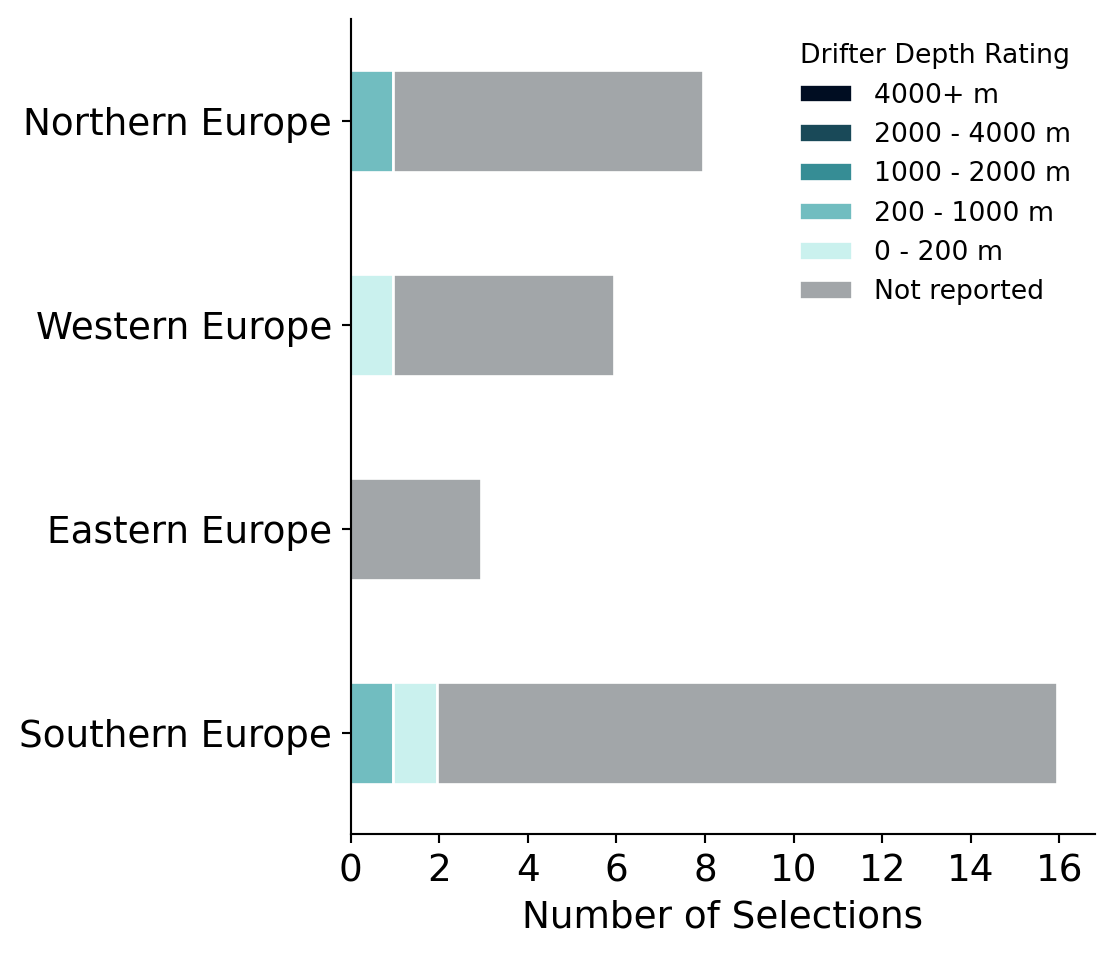 Drifter Depth Rating
4000+ m
2000 - 4000 m
1000 - 2000 m
200 - 1000 m
0 - 200 m
Not reported
Northern Europe
Western Europe
Eastern Europe
Southern Europe
0 2 4 6 8 10 12 14 16
Number of Selections